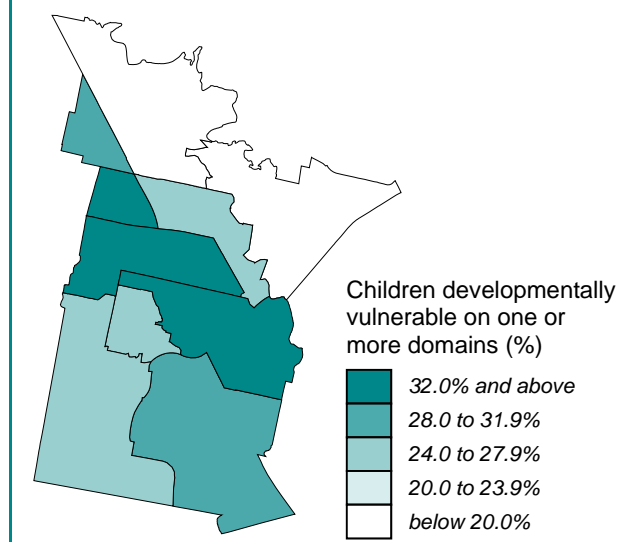 Children developmentally
vulnerable on one or
more domains (%)
32.0% and above
28.0 to 31.9%
24.0 to 27.9%
20.0 to 23.9%
below 20.0%